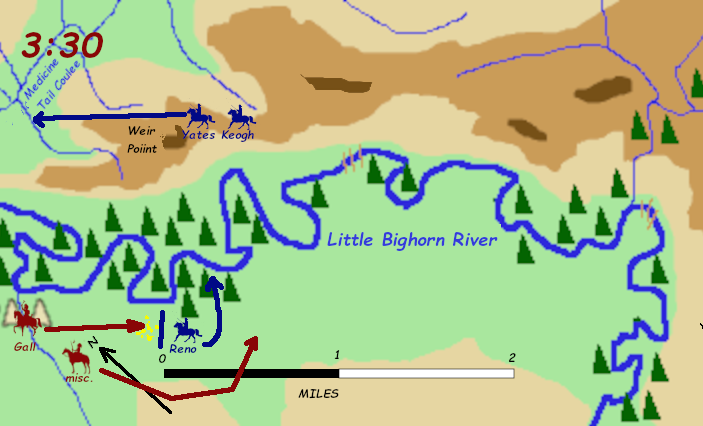 3:30
Medicine
Tail Coulee
Weir
Poiint
Yates Keogh
Little Bighorn River
Gall
Reno
N
misc.
0 1 2
MILES